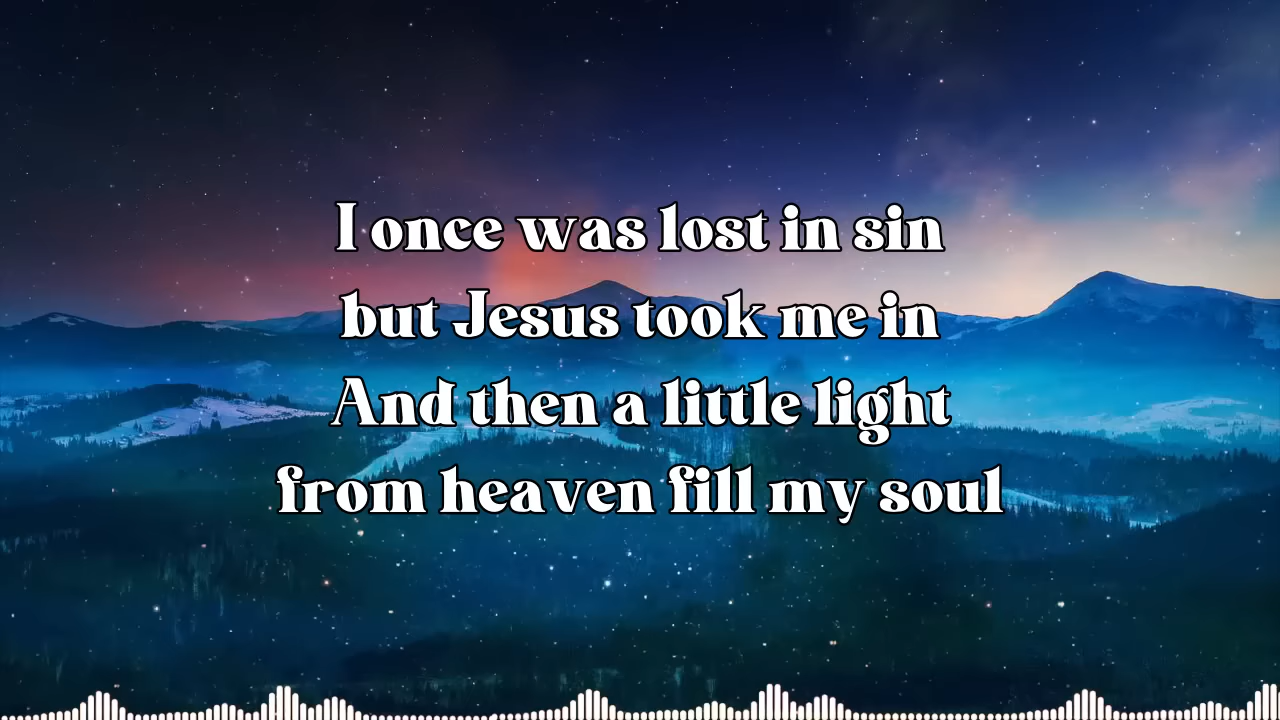 I once was lost in sin
but Jesus took me in
And then a little light
from heaven fill my soul